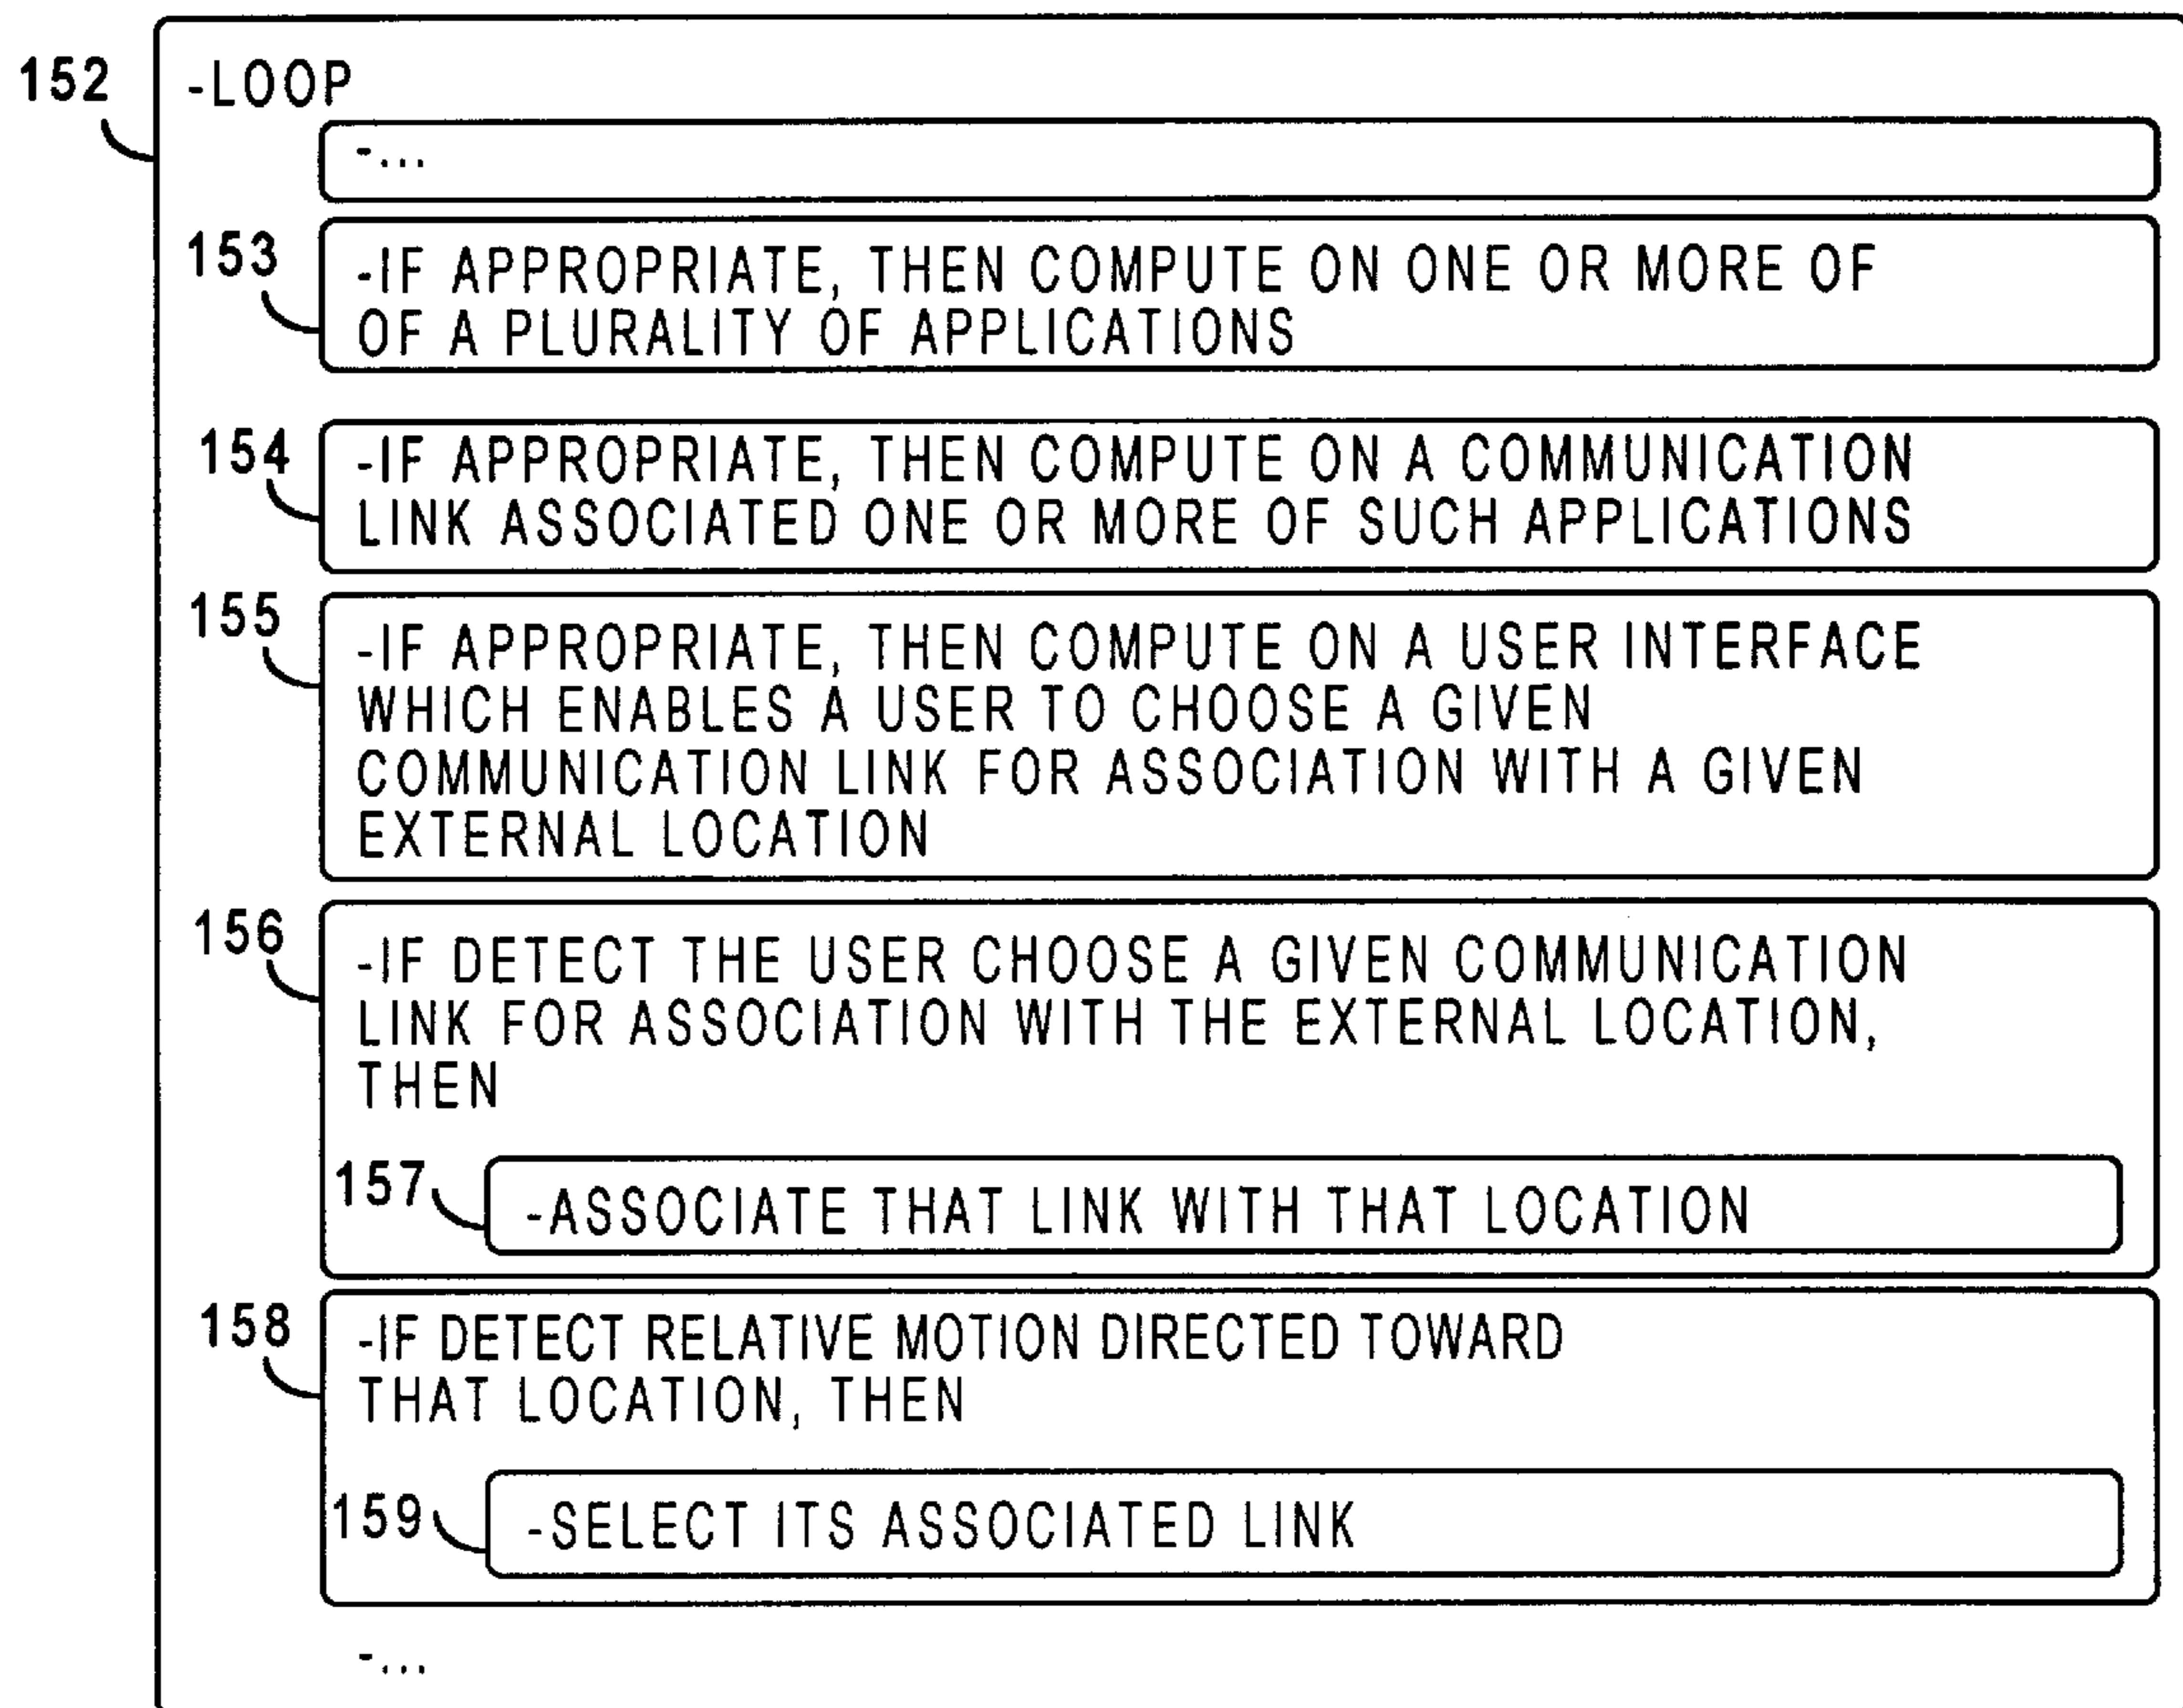 152
-LOOP
-...
153
-IF APPROPRIATE, THEN COMPUTE ON ONE OR MORE OF
OF A PLURALITY OF APPLICATIONS
154
-IF APPROPRIATE, THEN COMPUTE ON A COMMUNICATION
LINK ASSOCIATED ONE OR MORE OF SUCH APPLICATIONS
155
-IF APPROPRIATE, THEN COMPUTE ON A USER INTERFACE
WHICH ENABLES A USER TO CHOOSE A GIVEN
COMMUNICATION LINK FOR ASSOCIATION WITH A GIVEN
EXTERNAL LOCATION
156
-IF DETECT THE USER CHOOSE A GIVEN COMMUNICATION
LINK FOR ASSOCIATION WITH THE EXTERNAL LOCATION,
THEN
157
-ASSOCIATE THAT LINK WITH THAT LOCATION
158
-IF DETECT RELATIVE MOTION DIRECTED TOWARD
THAT LOCATION, THEN
159
-SELECT ITS ASSOCIATED LINK
-...